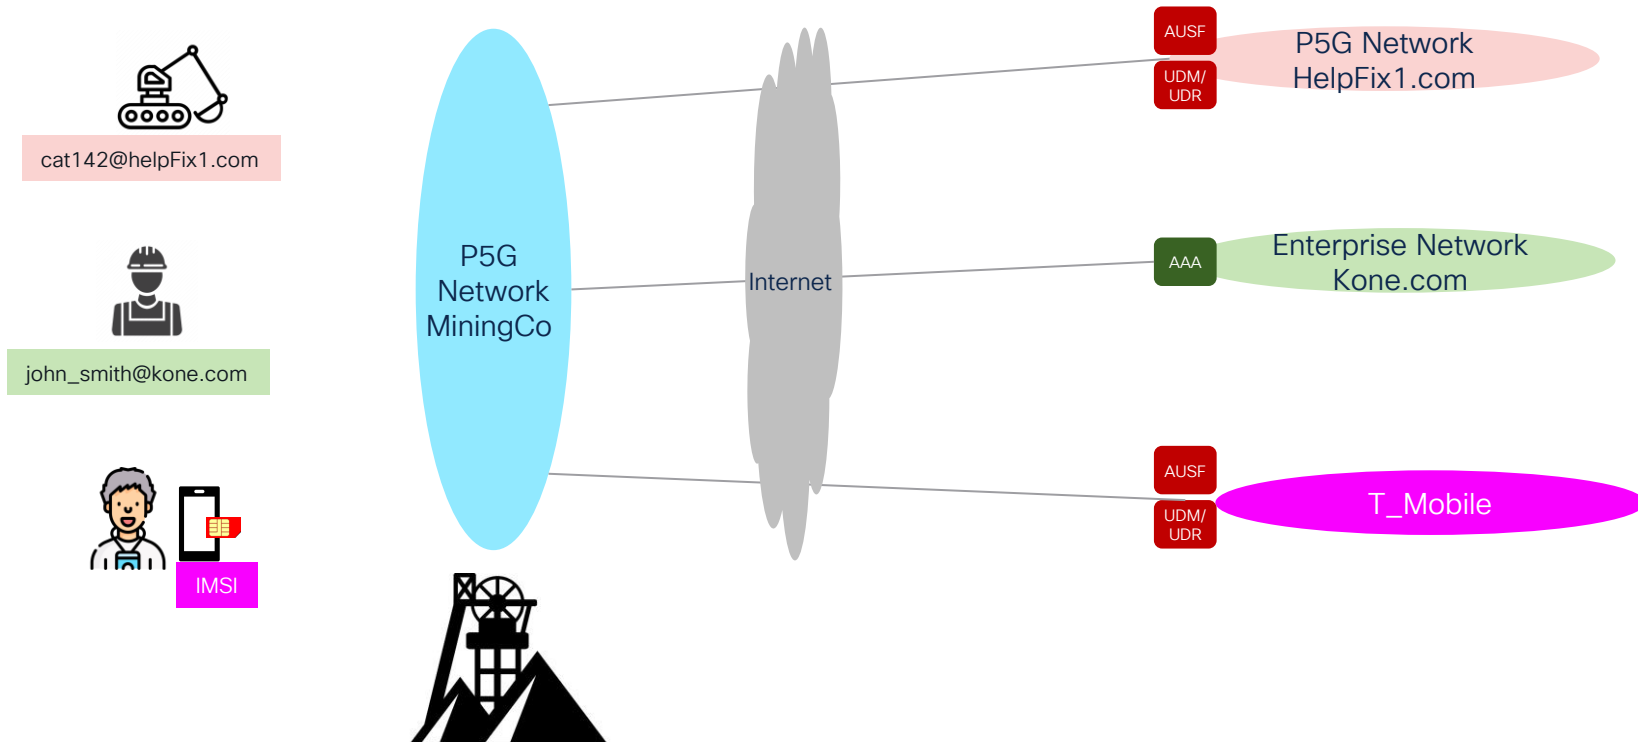 cat142@helpFix1.com
john_smith@kone.com
IMSI
P5G
Network
MiningCo
Internet
AUSF
UDM/
UDR
P5G Network
HelpFix1.com
AAA
Enterprise Network
Kone.com
AUSF
UDM/
UDR
T_Mobile